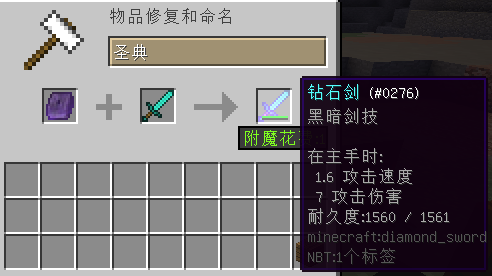 物品修复和命名
圣典
附魔花
钻石剑 (#0276)
黑暗剑技
在主手时:
1.6 攻击速度
7 攻击伤害
耐久度:1560 / 1561
minecraft:diamond_sword
NBT:1个标签